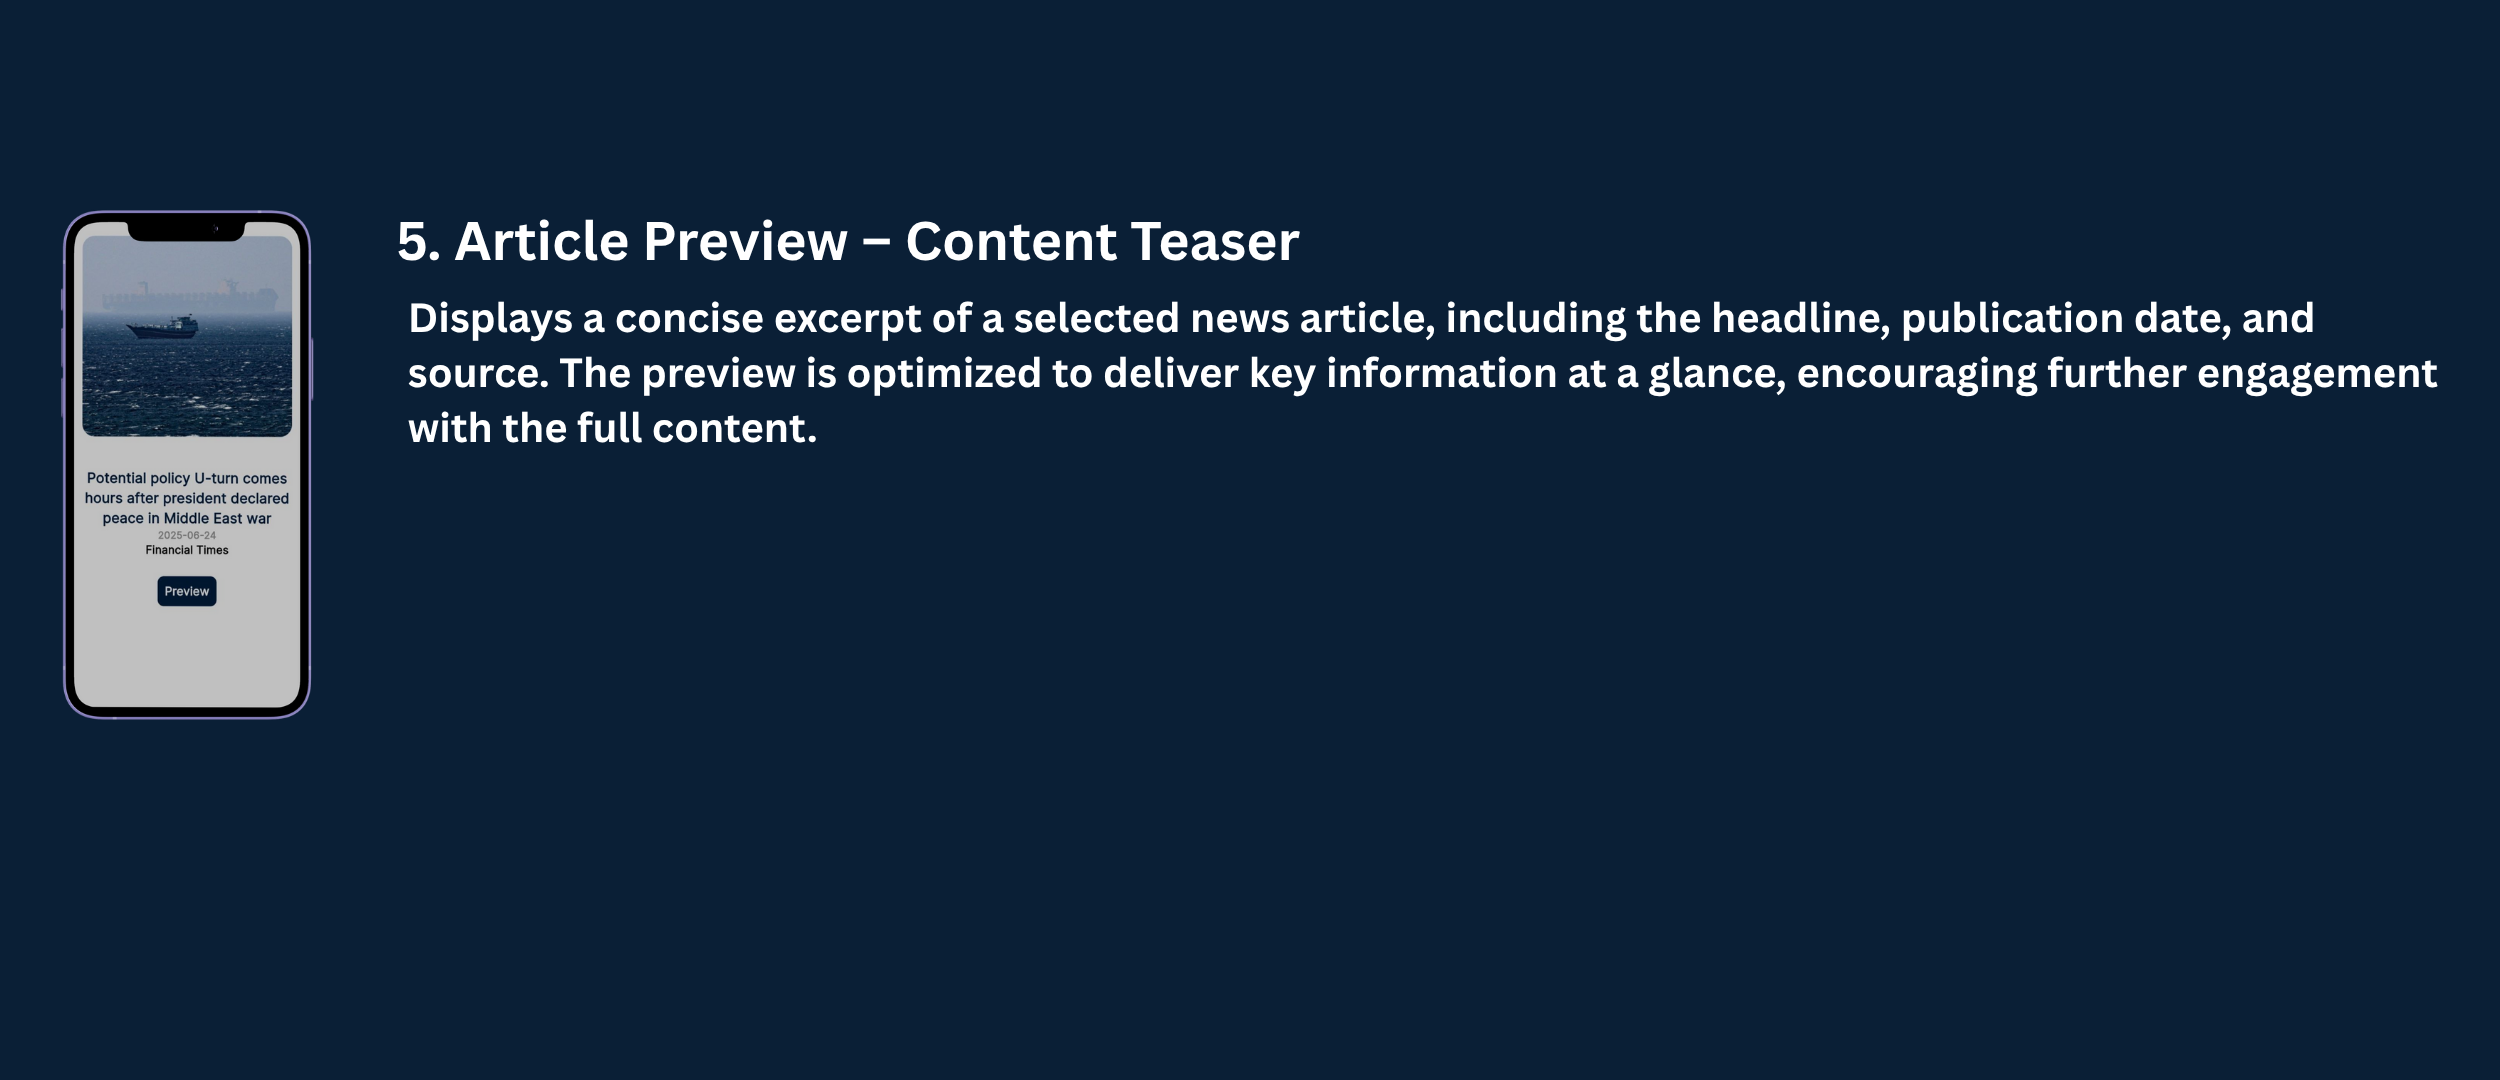 5. Article Preview – Content Teaser
Displays a concise excerpt of a selected news article, including the headline, publication date, and
source. The preview is optimized to deliver key information at a glance, encouraging further engagement
with the full content.
Potential policy U-turn comes
hours after president declared
peace in Middle East war
2025-06-24
Financial Times
Preview